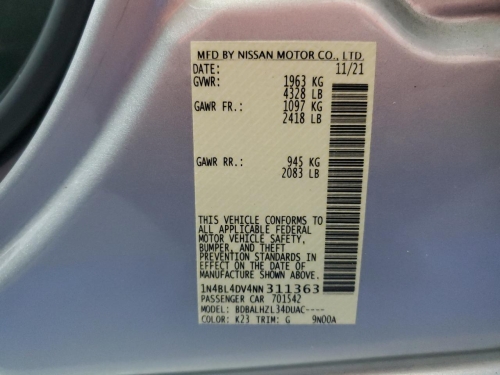 MFD BY NISSAN MOTOR CO., LTD
DATE: 11/21
GVWR: 1963 KG
4328 LB
GAWR FR.: 1097 KG
2418 LB
GAWR RR.: 945 KG
2083 LB
THIS VEHICLE CONFORMS TO
ALL APPLICABLE FEDERAL
MOTOR VEHICLE SAFETY,
BUMPER, AND THEFT
PREVENTION STANDARDS IN
EFFECT ON THE DATE OF
MANUFACTURE SHOWN ABOVE.
1N4BL4DV4NN311363
PASSENGER CAR 701542
MODEL: BDBALHZL34DUAC----
COLOR: K23 TRIM: G 9N00A